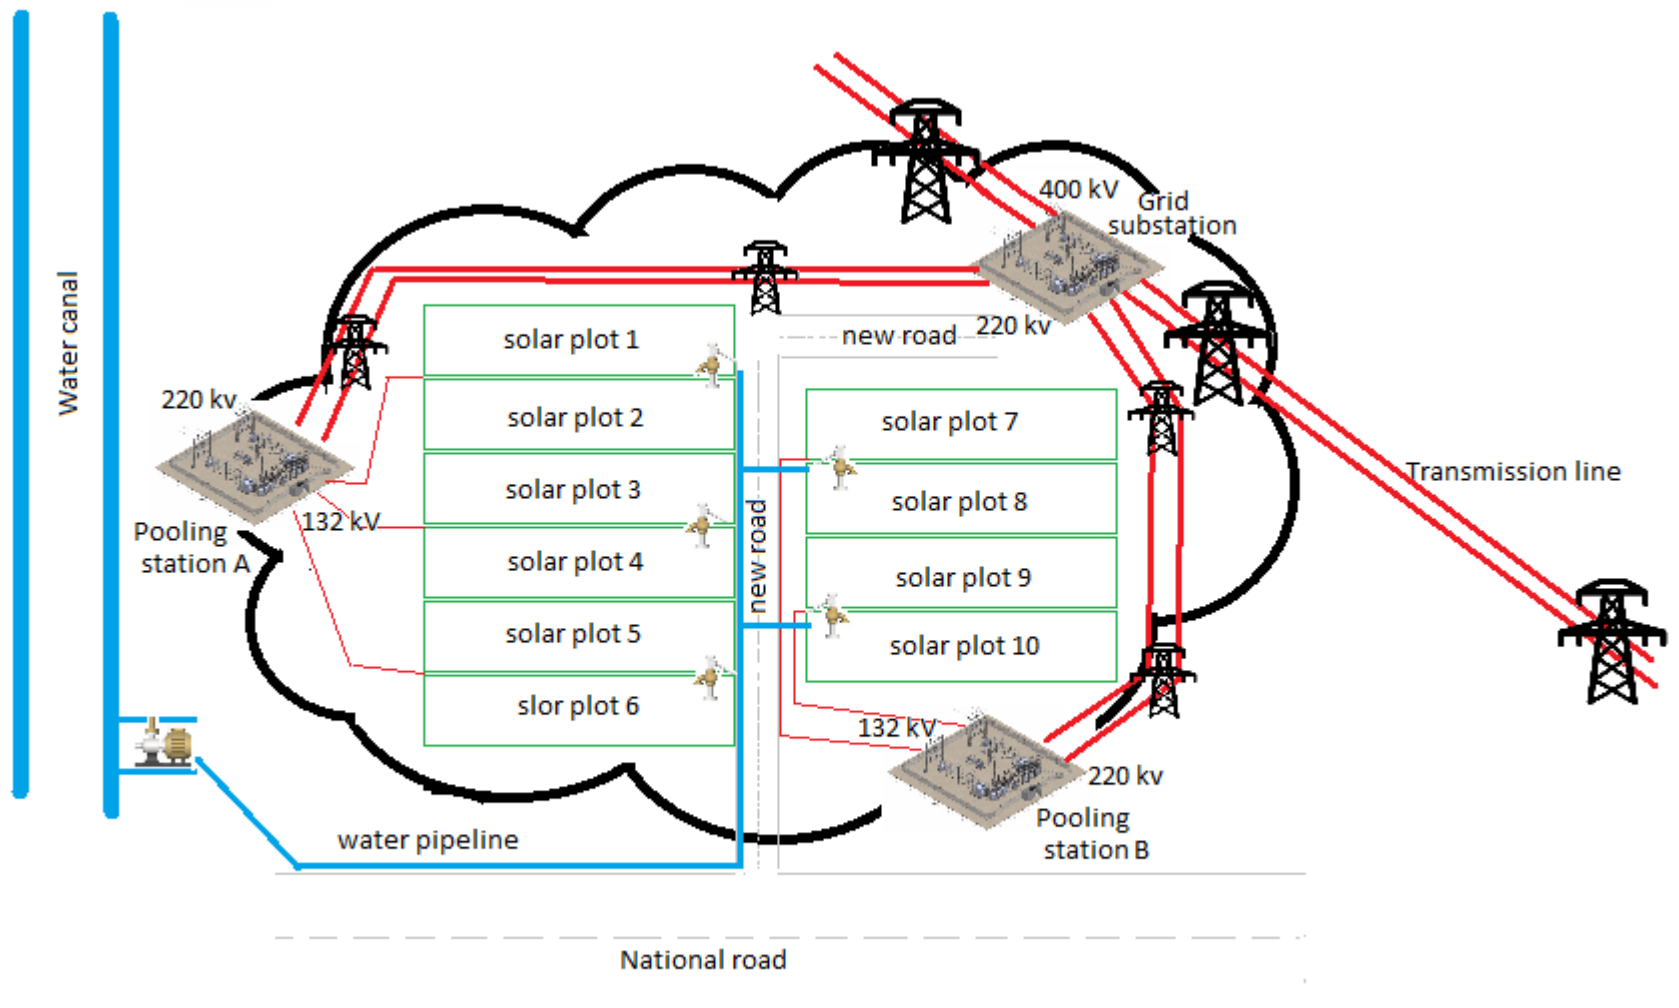 400 kV
Grid
substation
220 kv
new road
Water canal
solar plot 1
solar plot 2
solar plot 3
solar plot 4
solar plot 5
slor plot 6
220 kv
132 kV
Pooling
station A
new road
solar plot 7
solar plot 8
solar plot 9
solar plot 10
Transmission line
132 kV
220 kv
Pooling
station B
water pipeline
National road